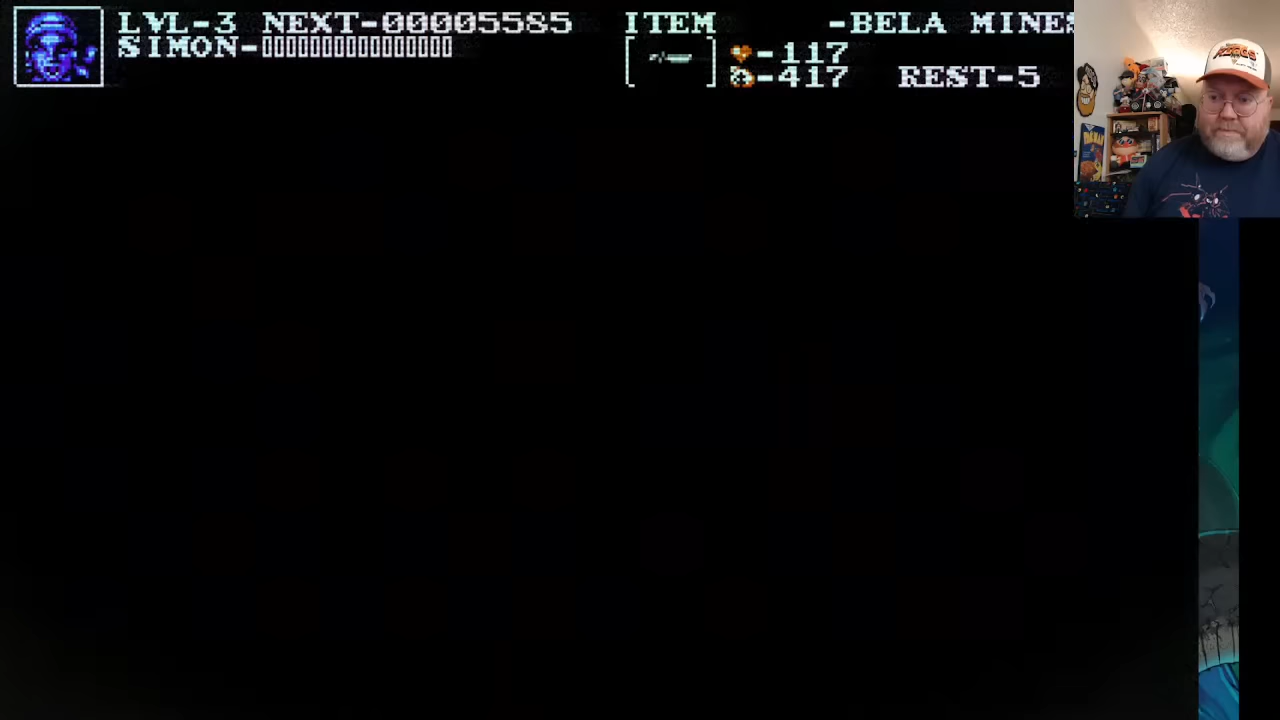 LVL-3 NEXT-00005585 ITEM -BELA MINES
SIMON- -117
-417 REST-5